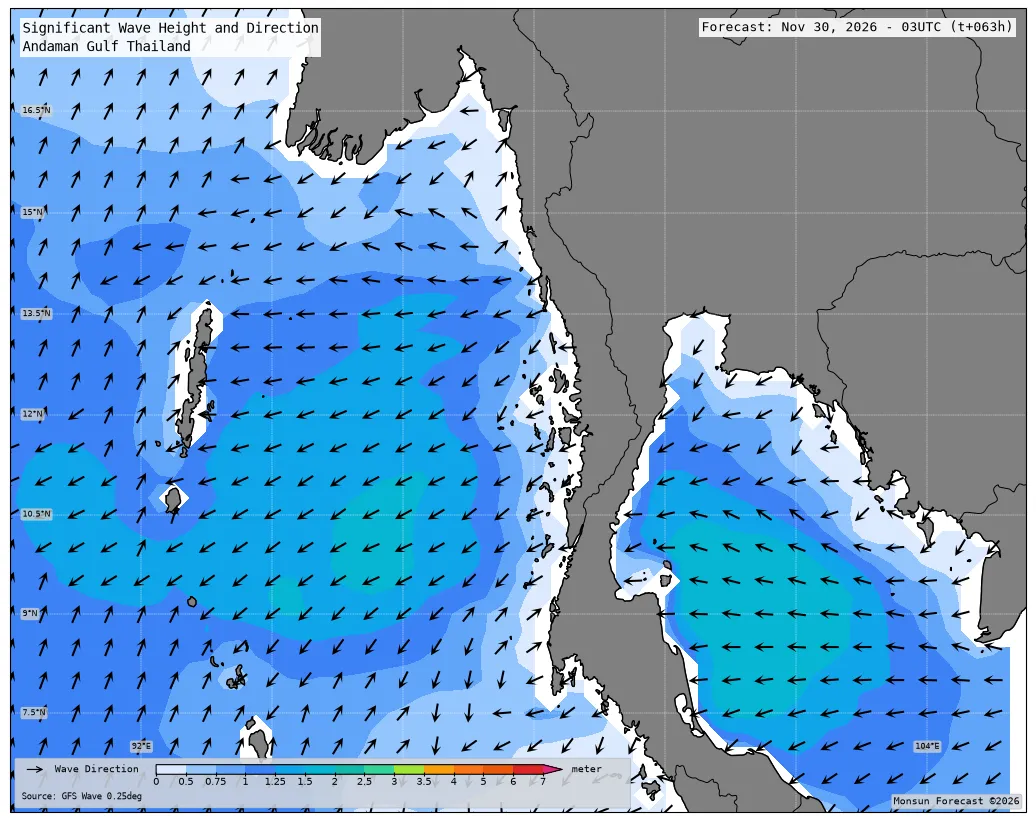 Significant Wave Height and Direction
Andaman Gulf Thailand
Forecast: Nov 30, 2026 - 03UTC (t+063h)
16.5°N
15°N
13.5°N
12°N
10.5°N
9°N
7.5°N
92°E
104°E
Wave Direction
0.5 0.75 1 1.25 1.5 2 2.5 3 3.5 4 5 6 7
meter
Source: GFS Wave 0.25deg
Monsun Forecast ©2026